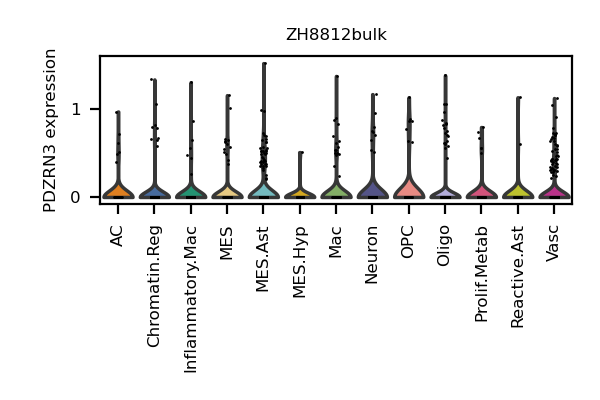 ZH8812bulk
PDZRN3 expression
1
0
AC
Chromatin.Reg
Inflammatory.Mac
MES
MES.Ast
MES.Hyp
Mac
Neuron
OPC
Oligo
Prolif.Metab
Reactive.Ast
Vasc